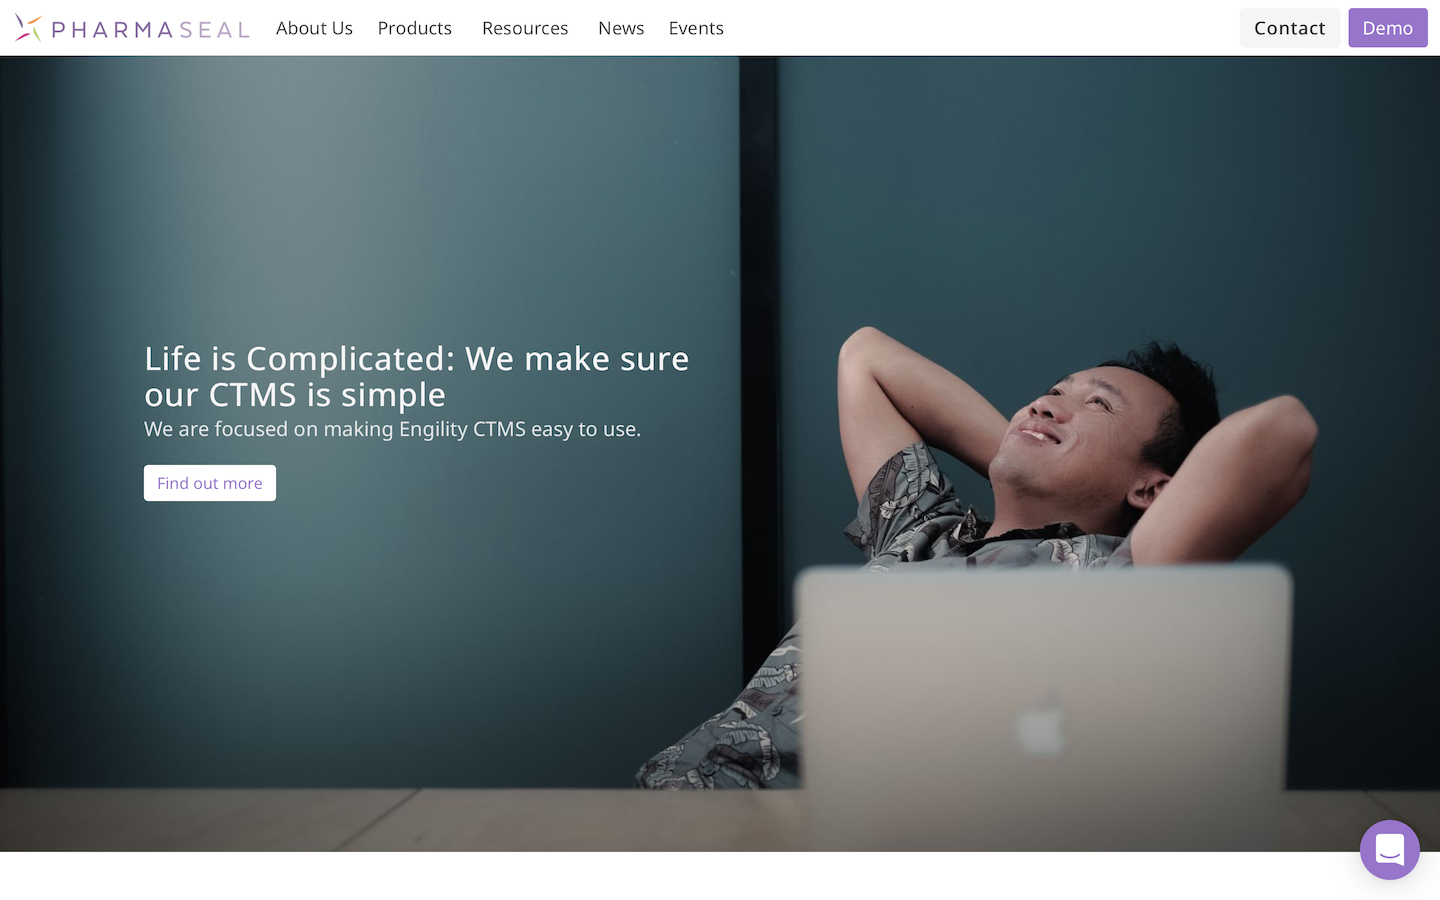 PHARMASEAL
About Us
Products
Resources
News
Events
Contact
Demo
Life is Complicated: We make sure
our CTMS is simple
We are focused on making Engility CTMS easy to use.
Find out more